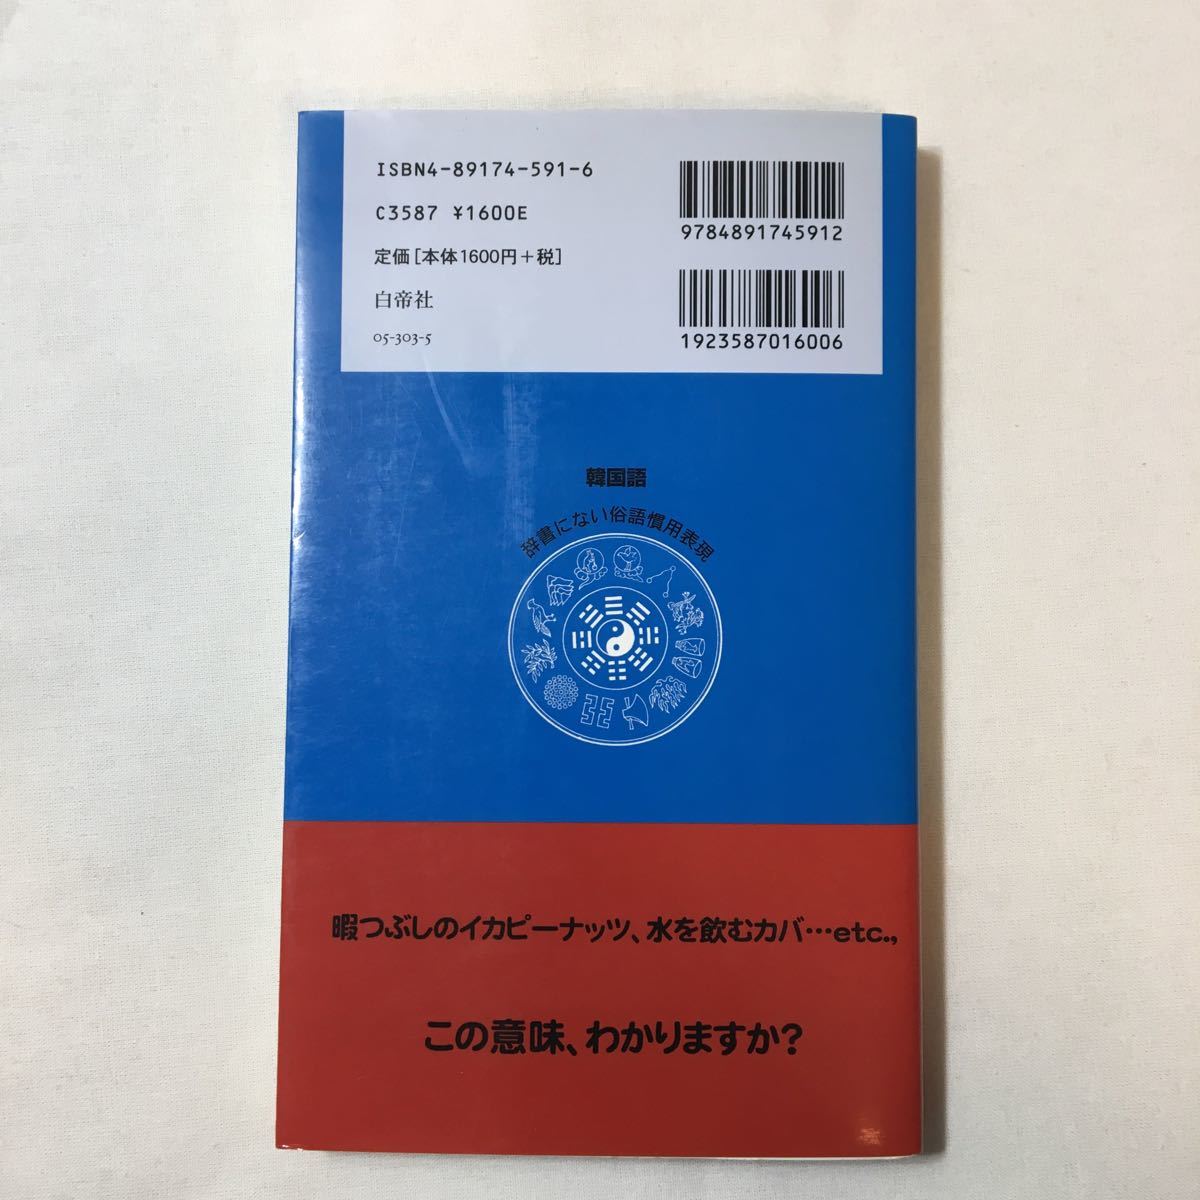 ISBN4-89174-591-6
C3587 ¥1600E
定価[本体1600円+税]
白帝社
05-303-5
9784891745912
1923587016006
韓国語
辞書にない俗語慣用表現
暇つぶしのイカピーナッツ、水を飲むカバ…etc.,
この意味、わかりますか?